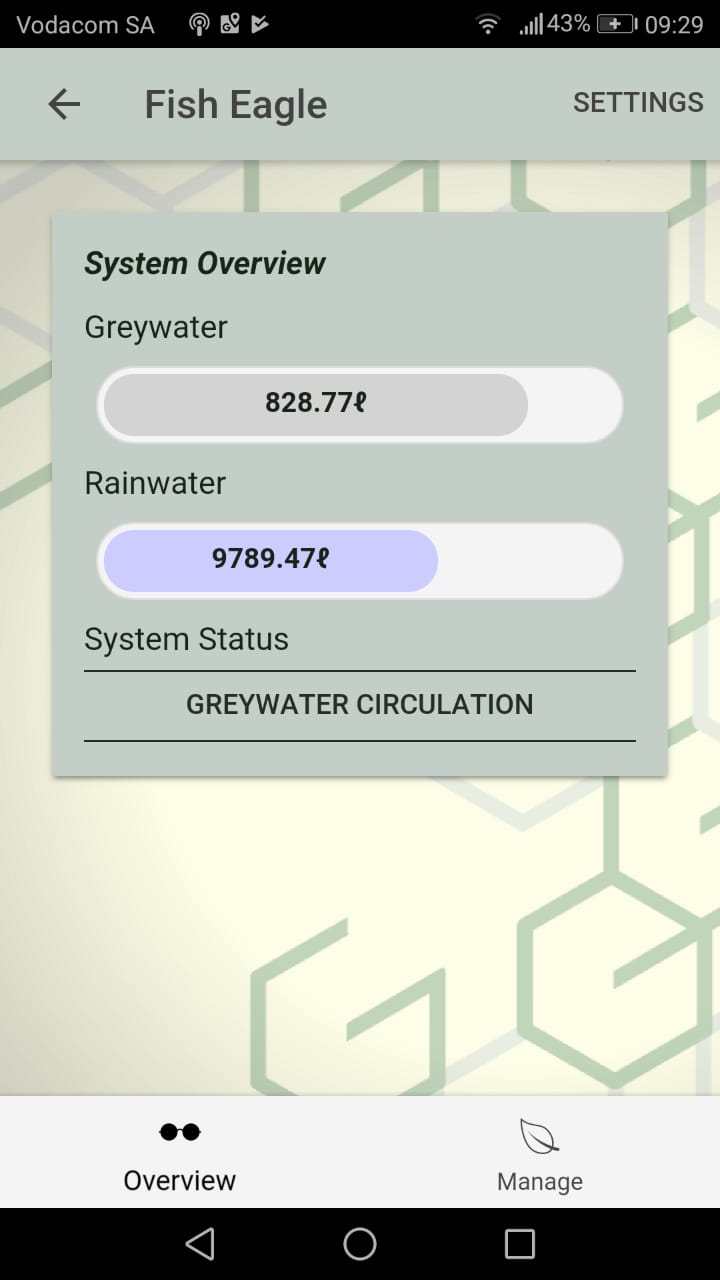 Vodacom SA 43% 09:29
Fish Eagle SETTINGS
System Overview
Greywater
828.77ℓ
Rainwater
9789.47ℓ
System Status
GREYWATER CIRCULATION
Overview Manage